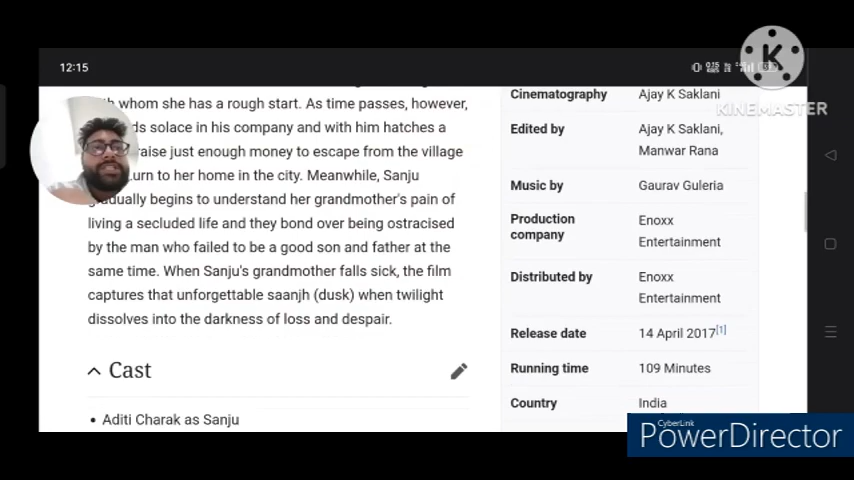 12:15
KINEMASTER
whom she has a rough start. As time passes, however,
solace in his company and with him hatches a
raise just enough money to escape from the village
to her home in the city. Meanwhile, Sanju
gradually begins to understand her grandmother's pain of
living a secluded life and they bond over being ostracised
by the man who failed to be a good son and father at the
same time. When Sanju's grandmother falls sick, the film
captures that unforgettable saanjh (dusk) when twilight
dissolves into the darkness of loss and despair.
Cast
• Aditi Charak as Sanju
Cinematography Ajay K Saklani
Edited by Ajay K Saklani,
Manwar Rana
Music by Gaurav Guleria
Production Enoxx
company Entertainment
Distributed by Enoxx
Entertainment
Release date 14 April 2017[1]
Running time 109 Minutes
Country India
CyberLink
PowerDirector